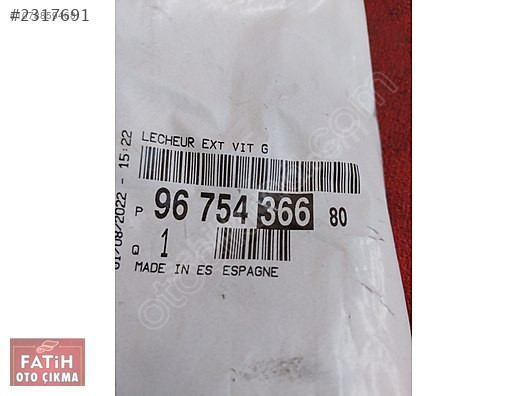 #2317691
LECHEUR EXT VIT G
01/08/2022 - 15:22
P 96 754 366 80
Q 1
MADE IN ES ESPAGNE
FATİH
OTO ÇIKMA